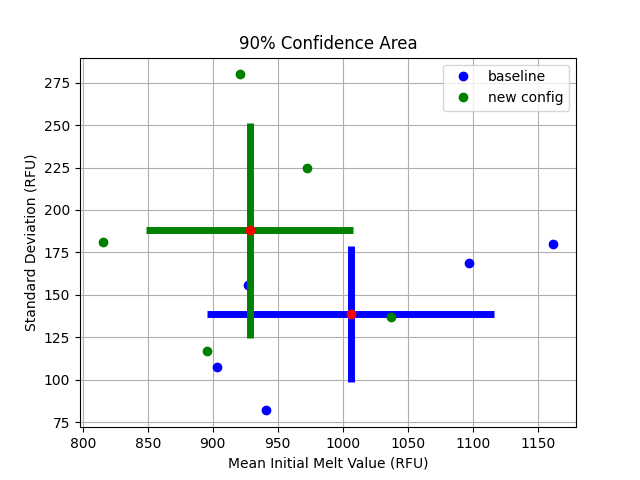 90% Confidence Area
baseline
new config
Standard Deviation (RFU)
275
250
225
200
175
150
125
100
75
800 850 900 950 1000 1050 1100 1150
Mean Initial Melt Value (RFU)